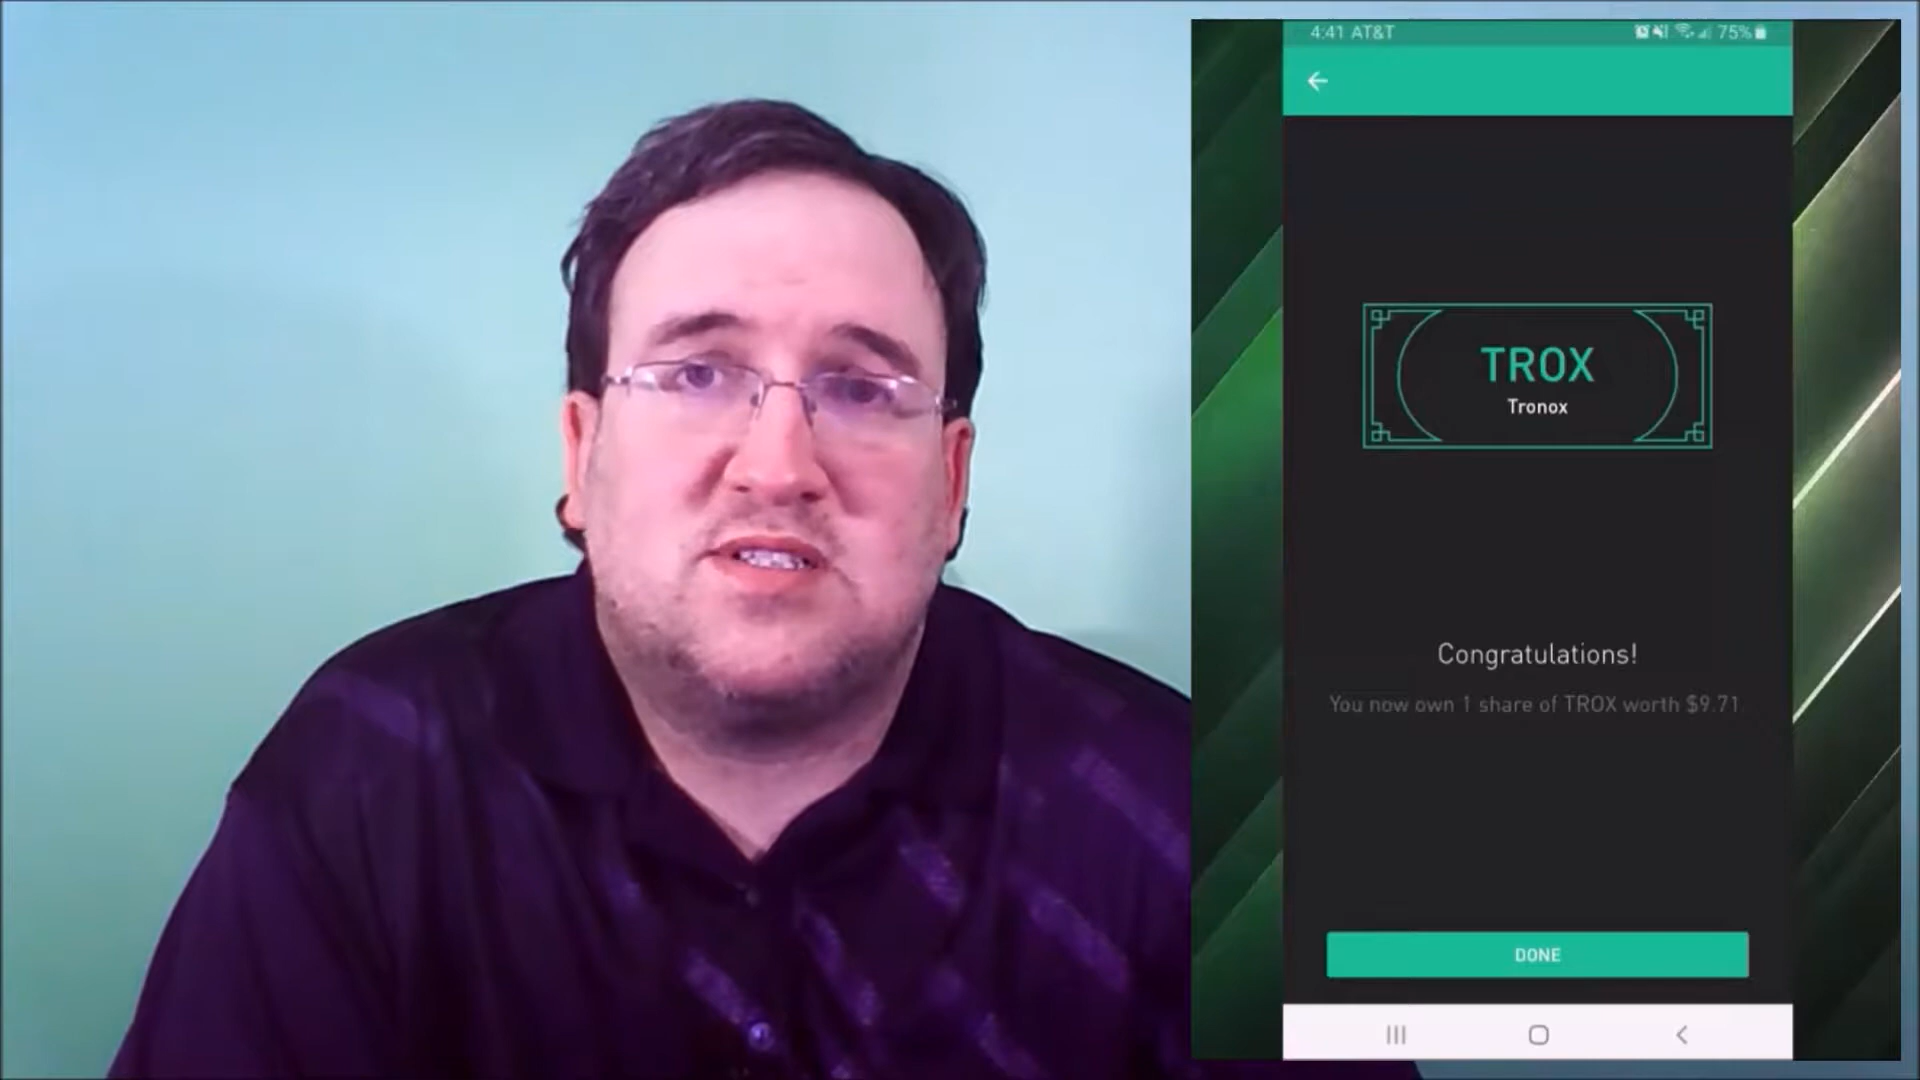 4:41 AT&T
75%
TROX
Tronox
Congratulations!
You now own 1 share of TROX worth $9.71
DONE